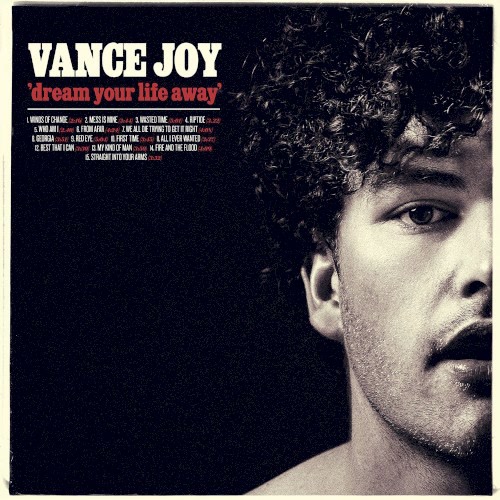 VANCE JOY
'dream your life away'
1. WINDS OF CHANGE 2. MESS IS MINE 3. WASTED TIME 4. RIPTIDE
5. WHO AM I 6. FROM AFAR 7. WE ALL DIE TRYING TO GET IT RIGHT
8. GEORGIA 9. RED EYE 10. FIRST TIME 11. ALL I EVER WANTED
12. BEST THAT I CAN 13. MY KIND OF MAN 14. FIRE AND THE FLOOD
15. STRAIGHT INTO YOUR ARMS